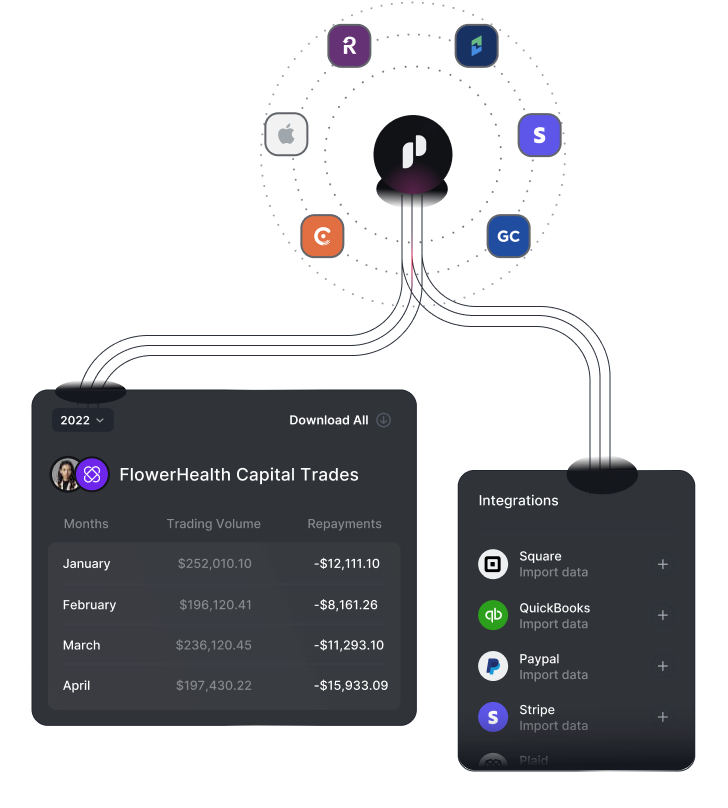 R
S
GC
2022
Download All
FlowerHealth Capital Trades
Months Trading Volume Repayments
January $252,010.10 -$12,111.10
February $196,120.41 -$8,161.26
March $236,120.45 -$11,293.10
April $197,430.22 -$15,933.09
Integrations
Square
Import data
qb QuickBooks
Import data
Paypal
Import data
S Stripe
Import data
Plaid